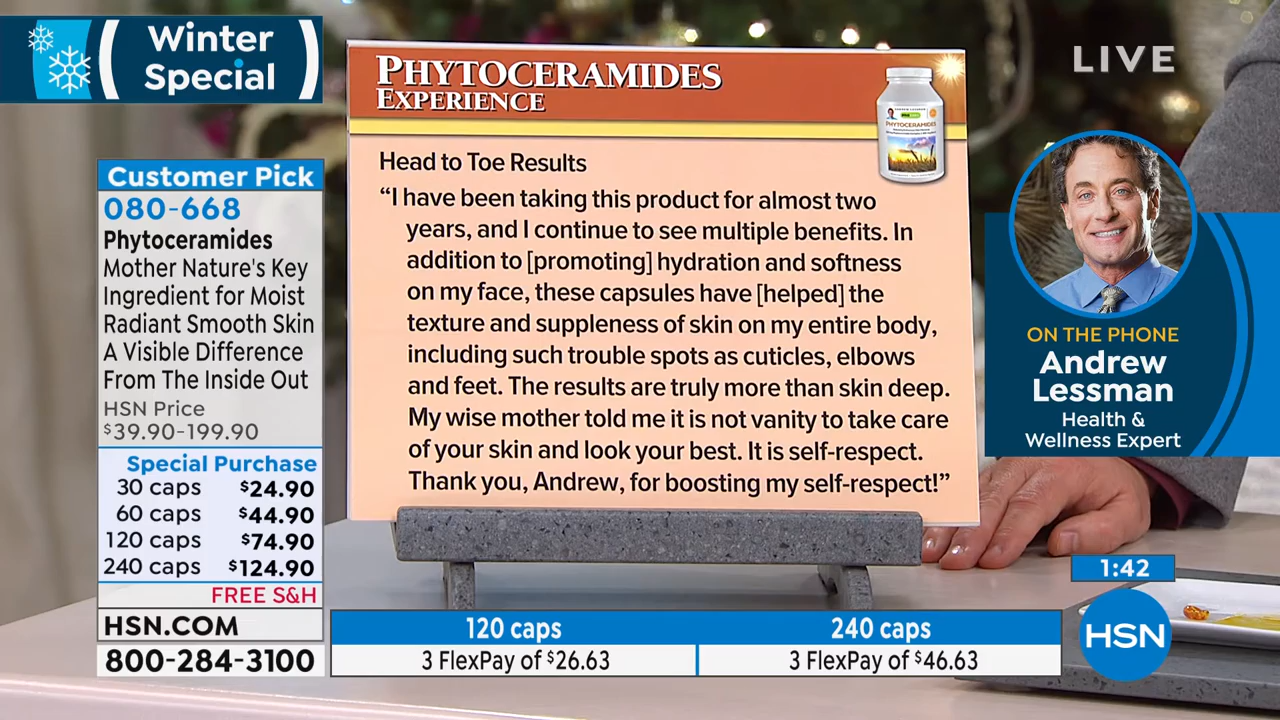 Winter
Special
LIVE
PHYTOCERAMIDES
EXPERIENCE
PHYTOCERAMIDES
Head to Toe Results
“I have been taking this product for almost two
years, and I continue to see multiple benefits. In
addition to [promoting] hydration and softness
on my face, these capsules have [helped] the
texture and suppleness of skin on my entire body,
including such trouble spots as cuticles, elbows
and feet. The results are truly more than skin deep.
My wise mother told me it is not vanity to take care
of your skin and look your best. It is self-respect.
Thank you, Andrew, for boosting my self-respect!”
Customer Pick
080-668
Phytoceramides
Mother Nature's Key
Ingredient for Moist
Radiant Smooth Skin
A Visible Difference
From The Inside Out
HSN Price
$39.90-199.90
Special Purchase
30 caps $24.90
60 caps $44.90
120 caps $74.90
240 caps $124.90
FREE S&H
HSN.COM
800-284-3100
ON THE PHONE
Andrew
Lessman
Health &
Wellness Expert
1:42
HSN
120 caps
3 FlexPay of $26.63
240 caps
3 FlexPay of $46.63